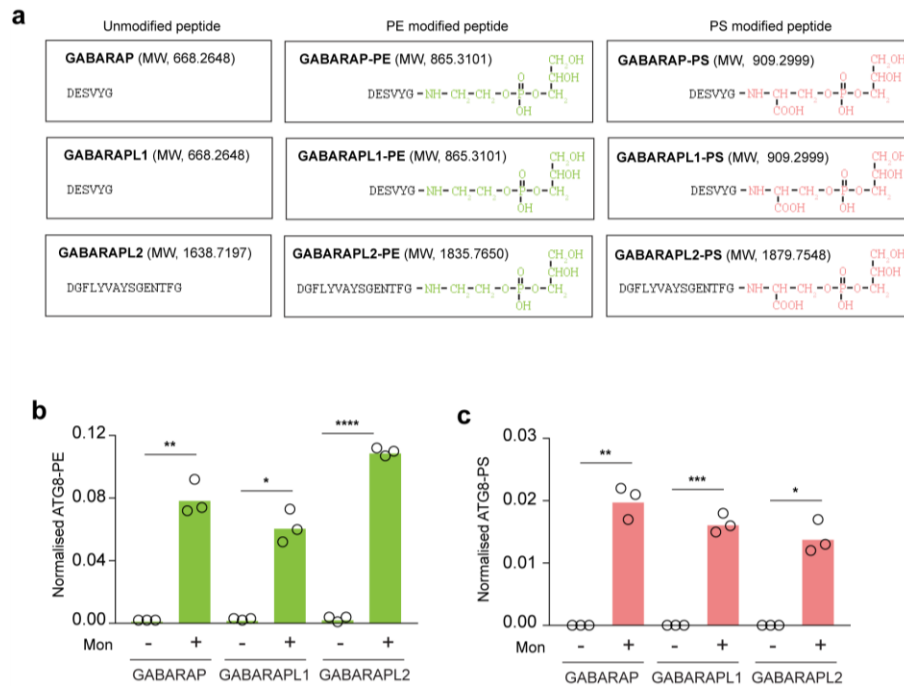 a
Unmodified peptide
PE modified peptide
PS modified peptide
GABARAP (MW, 668.2648)
DESVYG
GABARAP-PE (MW, 865.3101)
CH₂OH
CHOH
O
DESVYG—NH—CH₂—CH₂—O—P—O—CH₂
OH
GABARAP-PS (MW, 909.2999)
CH₂OH
CHOH
O
DESVYG—NH—CH—CH₂—O—P—O—CH₂
COOH OH
GABARAPL1 (MW, 668.2648)
DESVYG
GABARAPL1-PE (MW, 865.3101)
CH₂OH
CHOH
O
DESVYG—NH—CH₂—CH₂—O—P—O—CH₂
OH
GABARAPL1-PS (MW, 909.2999)
CH₂OH
CHOH
O
DESVYG—NH—CH—CH₂—O—P—O—CH₂
COOH OH
GABARAPL2 (MW, 1638.7197)
DGFLYVAYSGENTFG
GABARAPL2-PE (MW, 1835.7650)
CH₂OH
CHOH
O
DGFLYVAYSGENTFG—NH—CH₂—CH₂—O—P—O—CH₂
OH
GABARAPL2-PS (MW, 1879.7548)
CH₂OH
CHOH
O
DGFLYVAYSGENTFG—NH—CH—CH₂—O—P—O—CH₂
COOH OH
b
Normalised ATG8-PE
0.12
0.08
0.04
0.00
** * ****
Mon - + - + - +
GABARAP GABARAPL1 GABARAPL2
c
Normalised ATG8-PS
0.03
0.02
0.01
0.00
** *** *
Mon - + - + - +
GABARAP GABARAPL1 GABARAPL2